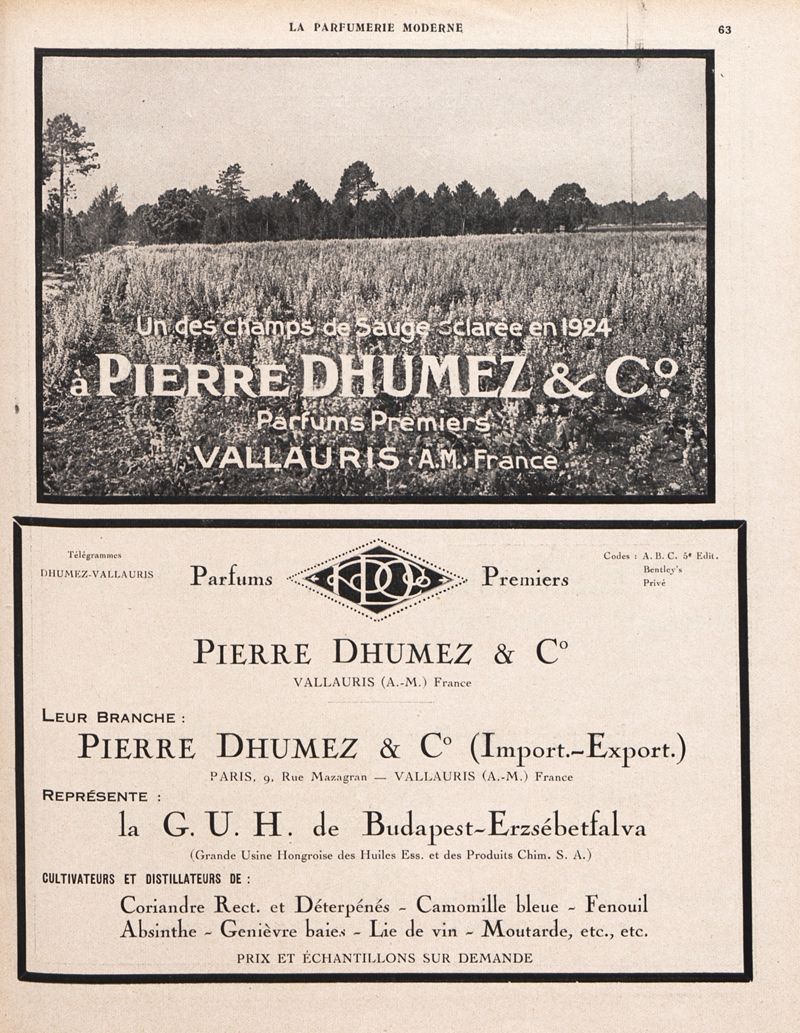 LA PARFUMERIE MODERNE 63
Un des champs de Sauge sclarée en 1924
à PIERRE DHUMEZ & Cº
Parfums Premiers
VALLAURIS (A.M.) France
Télégrammes
DHUMEZ-VALLAURIS
Parfums Premiers
Codes : A. B. C. 5e Edit.
Bentley's
Privé
PIERRE DHUMEZ & Cº
VALLAURIS (A.-M.) France
LEUR BRANCHE :
PIERRE DHUMEZ & Cº (Import.-Export.)
PARIS, 9, Rue Mazagran — VALLAURIS (A.-M.) France
REPRÉSENTE :
la G. U. H. de Budapest-Erzsébetfalva
(Grande Usine Hongroise des Huiles Ess. et des Produits Chim. S. A.)
CULTIVATEURS ET DISTILLATEURS DE :
Coriandre Rect. et Déterpénés - Camomille bleue - Fenouil
Absinthe - Genièvre baies - Lie de vin - Moutarde, etc., etc.
PRIX ET ÉCHANTILLONS SUR DEMANDE